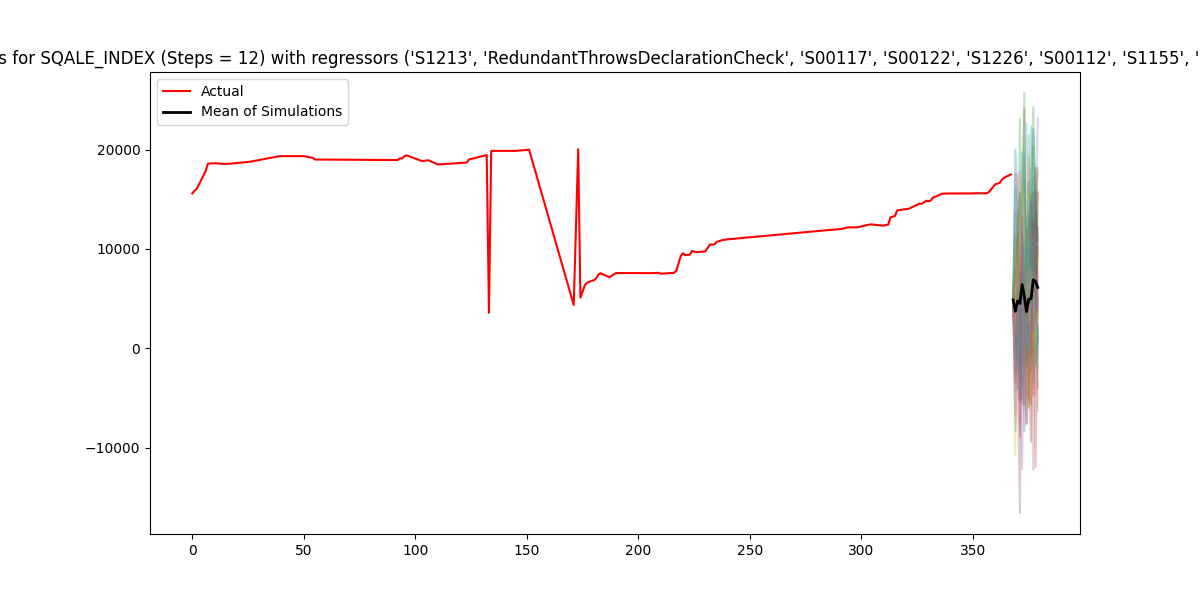 s for SQALE_INDEX (Steps = 12) with regressors ('S1213', 'RedundantThrowsDeclarationCheck', 'S00117', 'S00122', 'S1226', 'S00112', 'S1155', '
Actual
Mean of Simulations
20000
10000
0
−10000
0 50 100 150 200 250 300 350